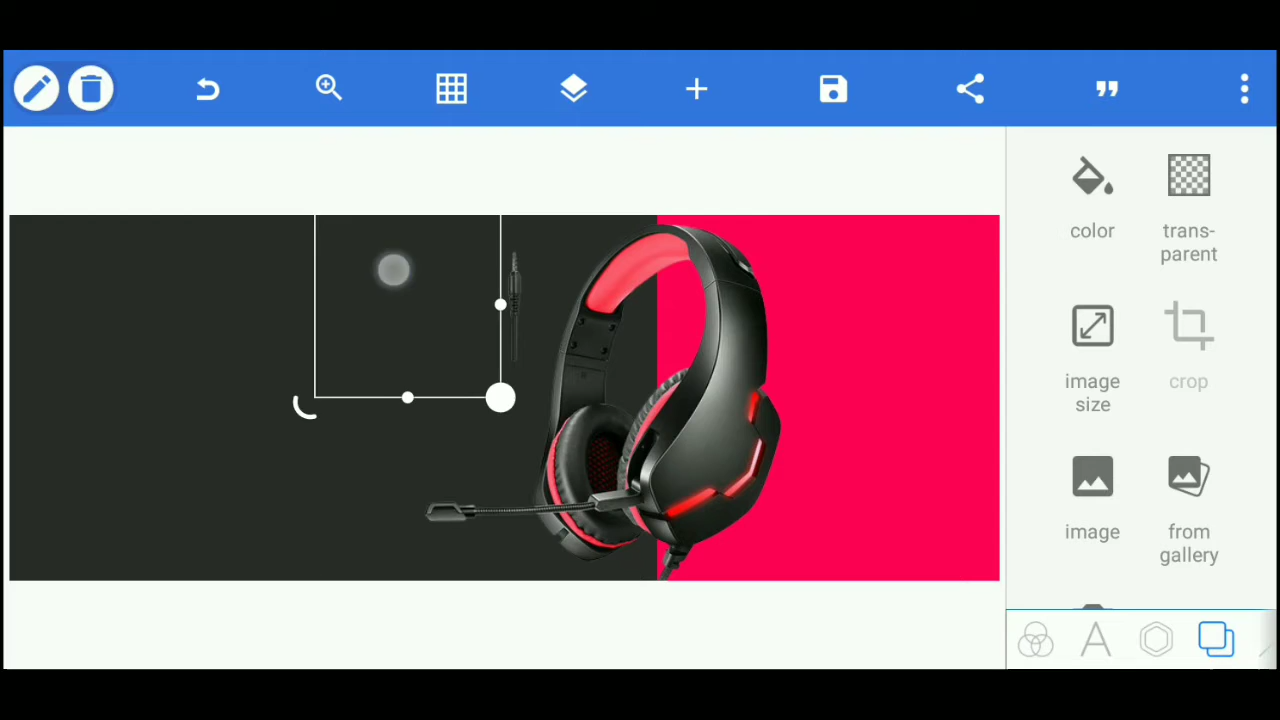 color
trans-
parent
image
size
crop
image
from
gallery